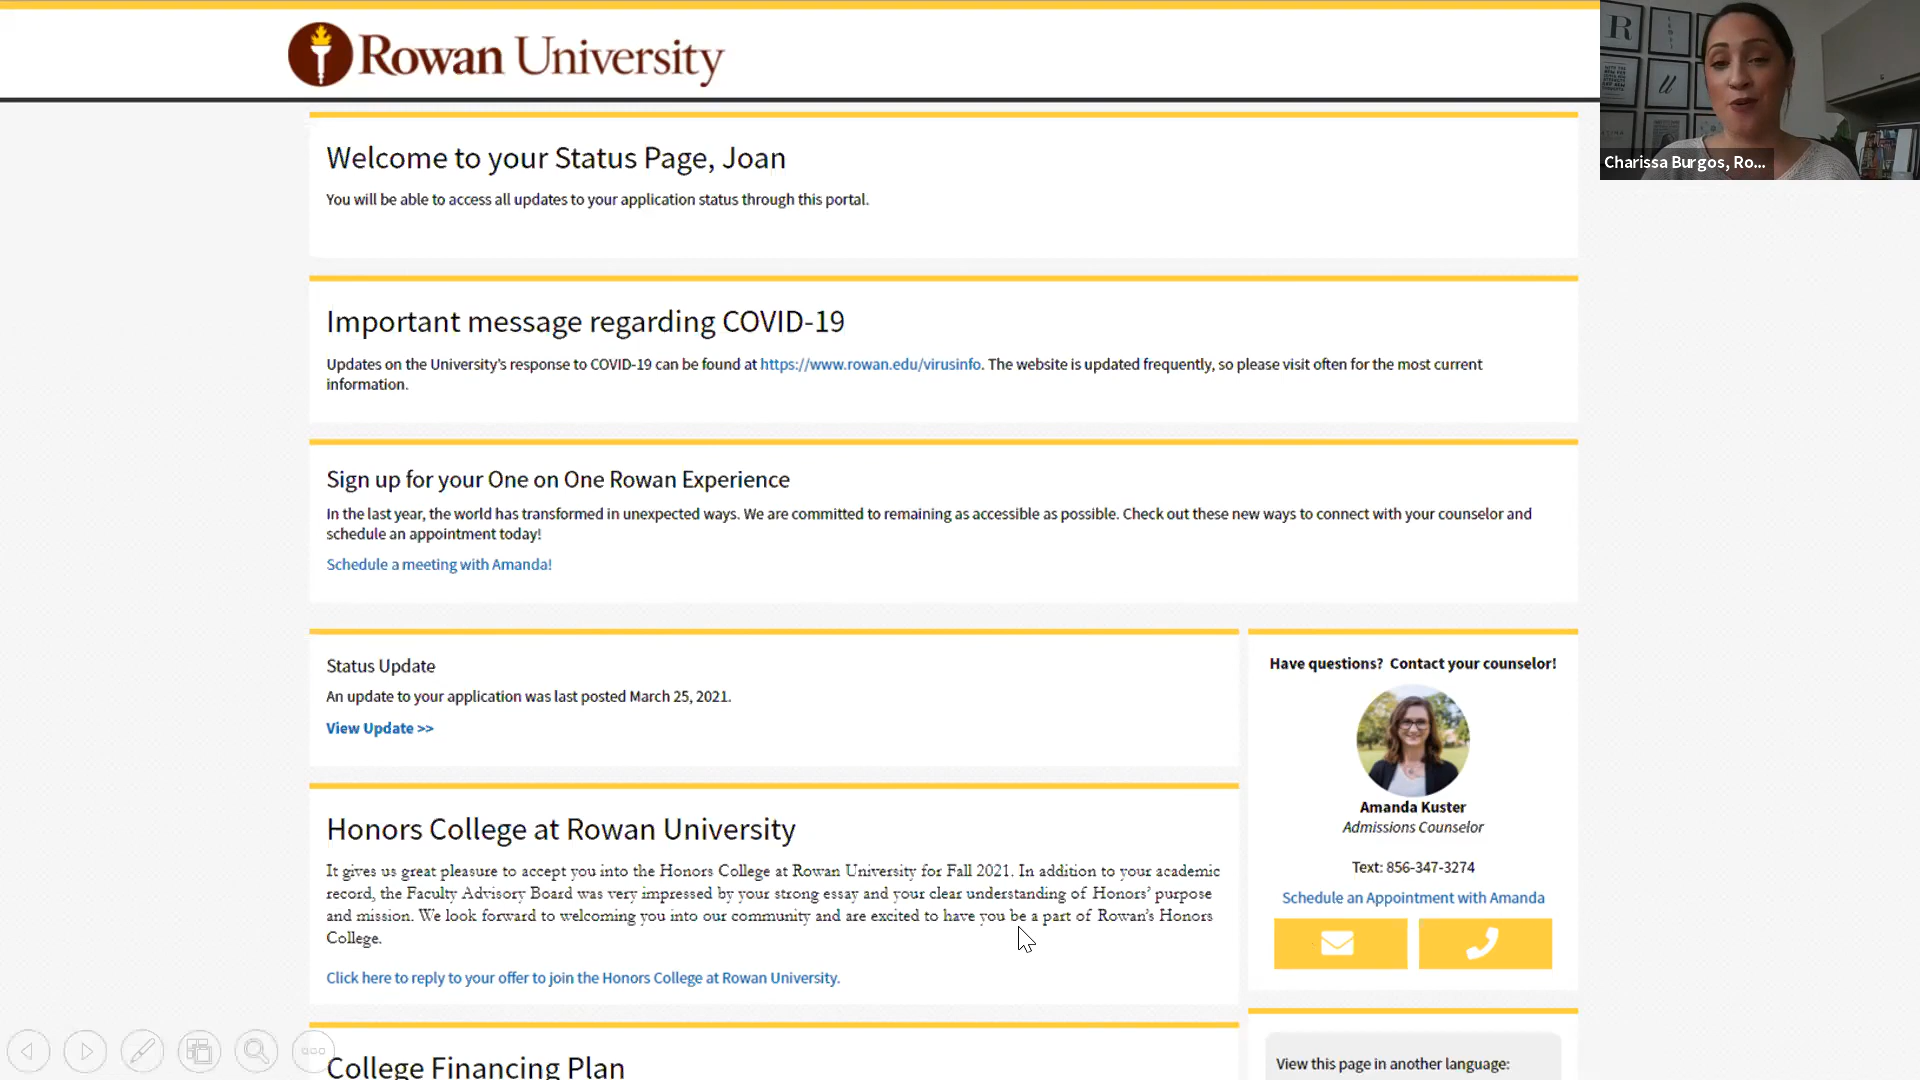 Rowan University
Charissa Burgos, Ro...
Welcome to your Status Page, Joan
You will be able to access all updates to your application status through this portal.
Important message regarding COVID-19
Updates on the University's response to COVID-19 can be found at https://www.rowan.edu/virusinfo. The website is updated frequently, so please visit often for the most current
information.
Sign up for your One on One Rowan Experience
In the last year, the world has transformed in unexpected ways. We are committed to remaining as accessible as possible. Check out these new ways to connect with your counselor and
schedule an appointment today!
Schedule a meeting with Amanda!
Status Update
An update to your application was last posted March 25, 2021.
View Update >>
Honors College at Rowan University
It gives us great pleasure to accept you into the Honors College at Rowan University for Fall 2021. In addition to your academic
record, the Faculty Advisory Board was very impressed by your strong essay and your clear understanding of Honors' purpose
and mission. We look forward to welcoming you into our community and are excited to have you be a part of Rowan's Honors
College.
Click here to reply to your offer to join the Honors College at Rowan University.
College Financing Plan
Have questions? Contact your counselor!
Amanda Kuster
Admissions Counselor
Text: 856-347-3274
Schedule an Appointment with Amanda
View this page in another language: